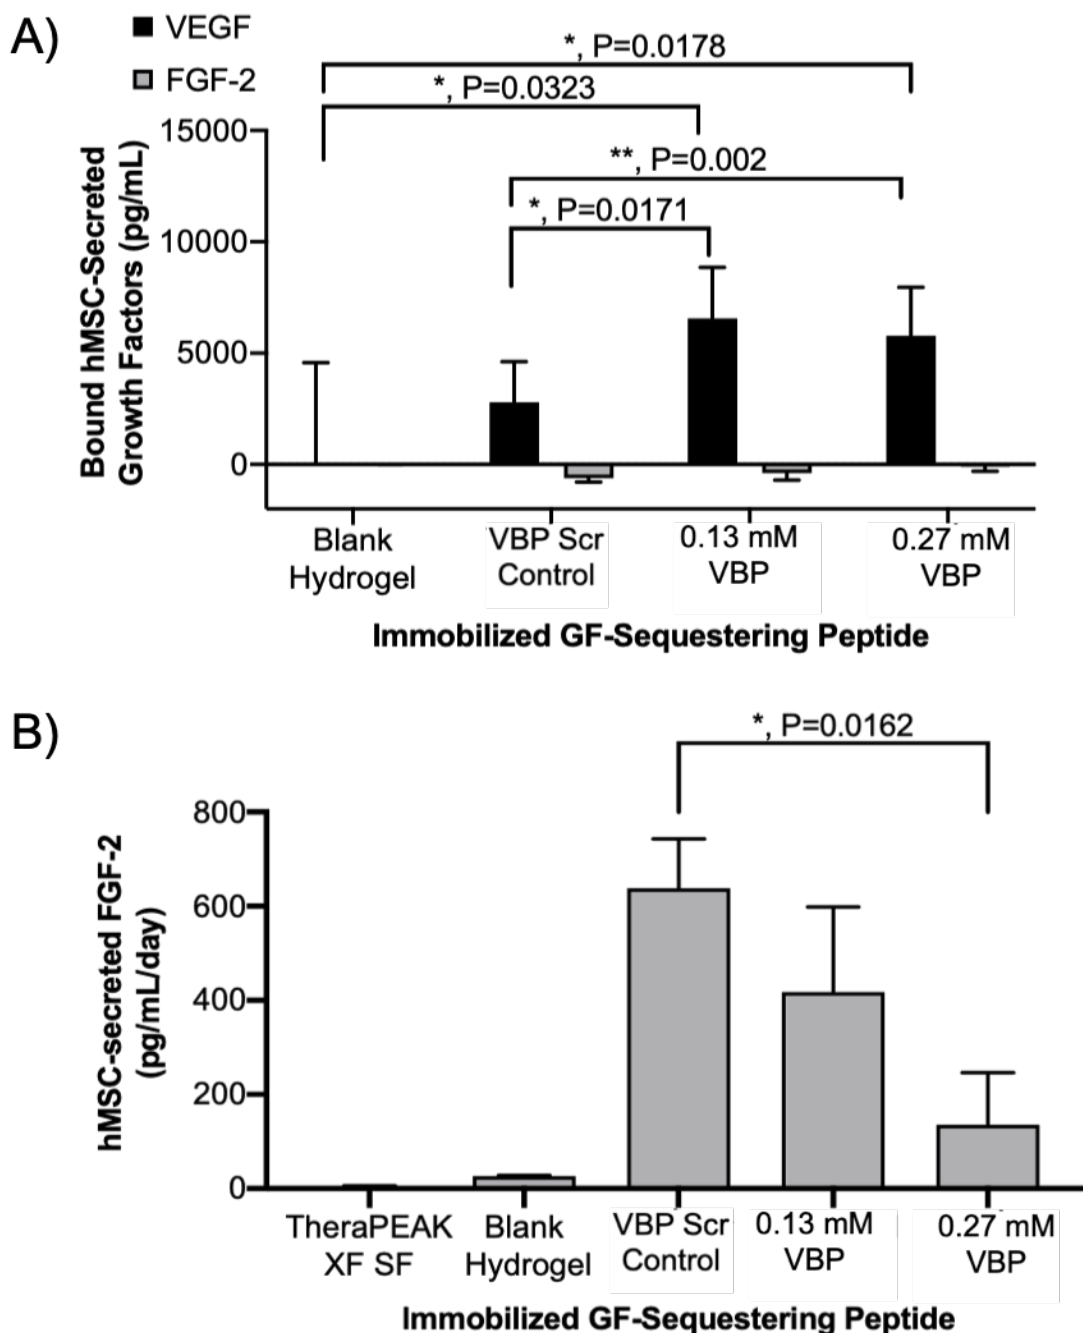 A)
VEGF
FGF-2
*, P=0.0178
*, P=0.0323
**, P=0.002
*, P=0.0171
15000
10000
5000
0
Bound hMSC-Secreted
Growth Factors (pg/mL)
Blank
Hydrogel
VBP Scr
Control
0.13 mM
VBP
0.27 mM
VBP
Immobilized GF-Sequestering Peptide
B)
*, P=0.0162
800
600
400
200
0
hMSC-secreted FGF-2
(pg/mL/day)
TheraPEAK
XF SF
Blank
Hydrogel
VBP Scr
Control
0.13 mM
VBP
0.27 mM
VBP
Immobilized GF-Sequestering Peptide